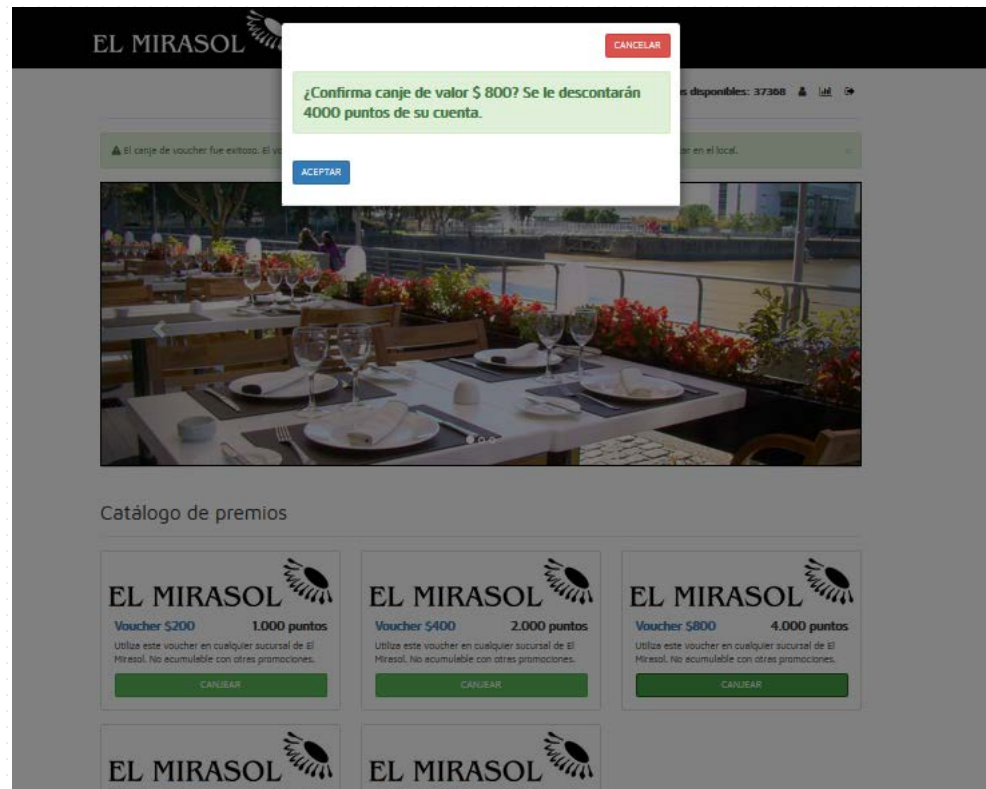 EL MIRASOL
CANCELAR
¿Confirma canje de valor $ 800? Se le descontarán
4000 puntos de su cuenta.
ACEPTAR
disponibles: 37368
El canje de voucher fue exitoso. El
en el local.
Catálogo de premios
EL MIRASOL
Voucher $200 1.000 puntos
Utiliza este voucher en cualquier sucursal de El
Mirasol. No acumulable con otras promociones.
CANJEAR
EL MIRASOL
Voucher $400 2.000 puntos
Utiliza este voucher en cualquier sucursal de El
Mirasol. No acumulable con otras promociones.
CANJEAR
EL MIRASOL
Voucher $800 4.000 puntos
Utiliza este voucher en cualquier sucursal de El
Mirasol. No acumulable con otras promociones.
CANJEAR
EL MIRASOL
EL MIRASOL